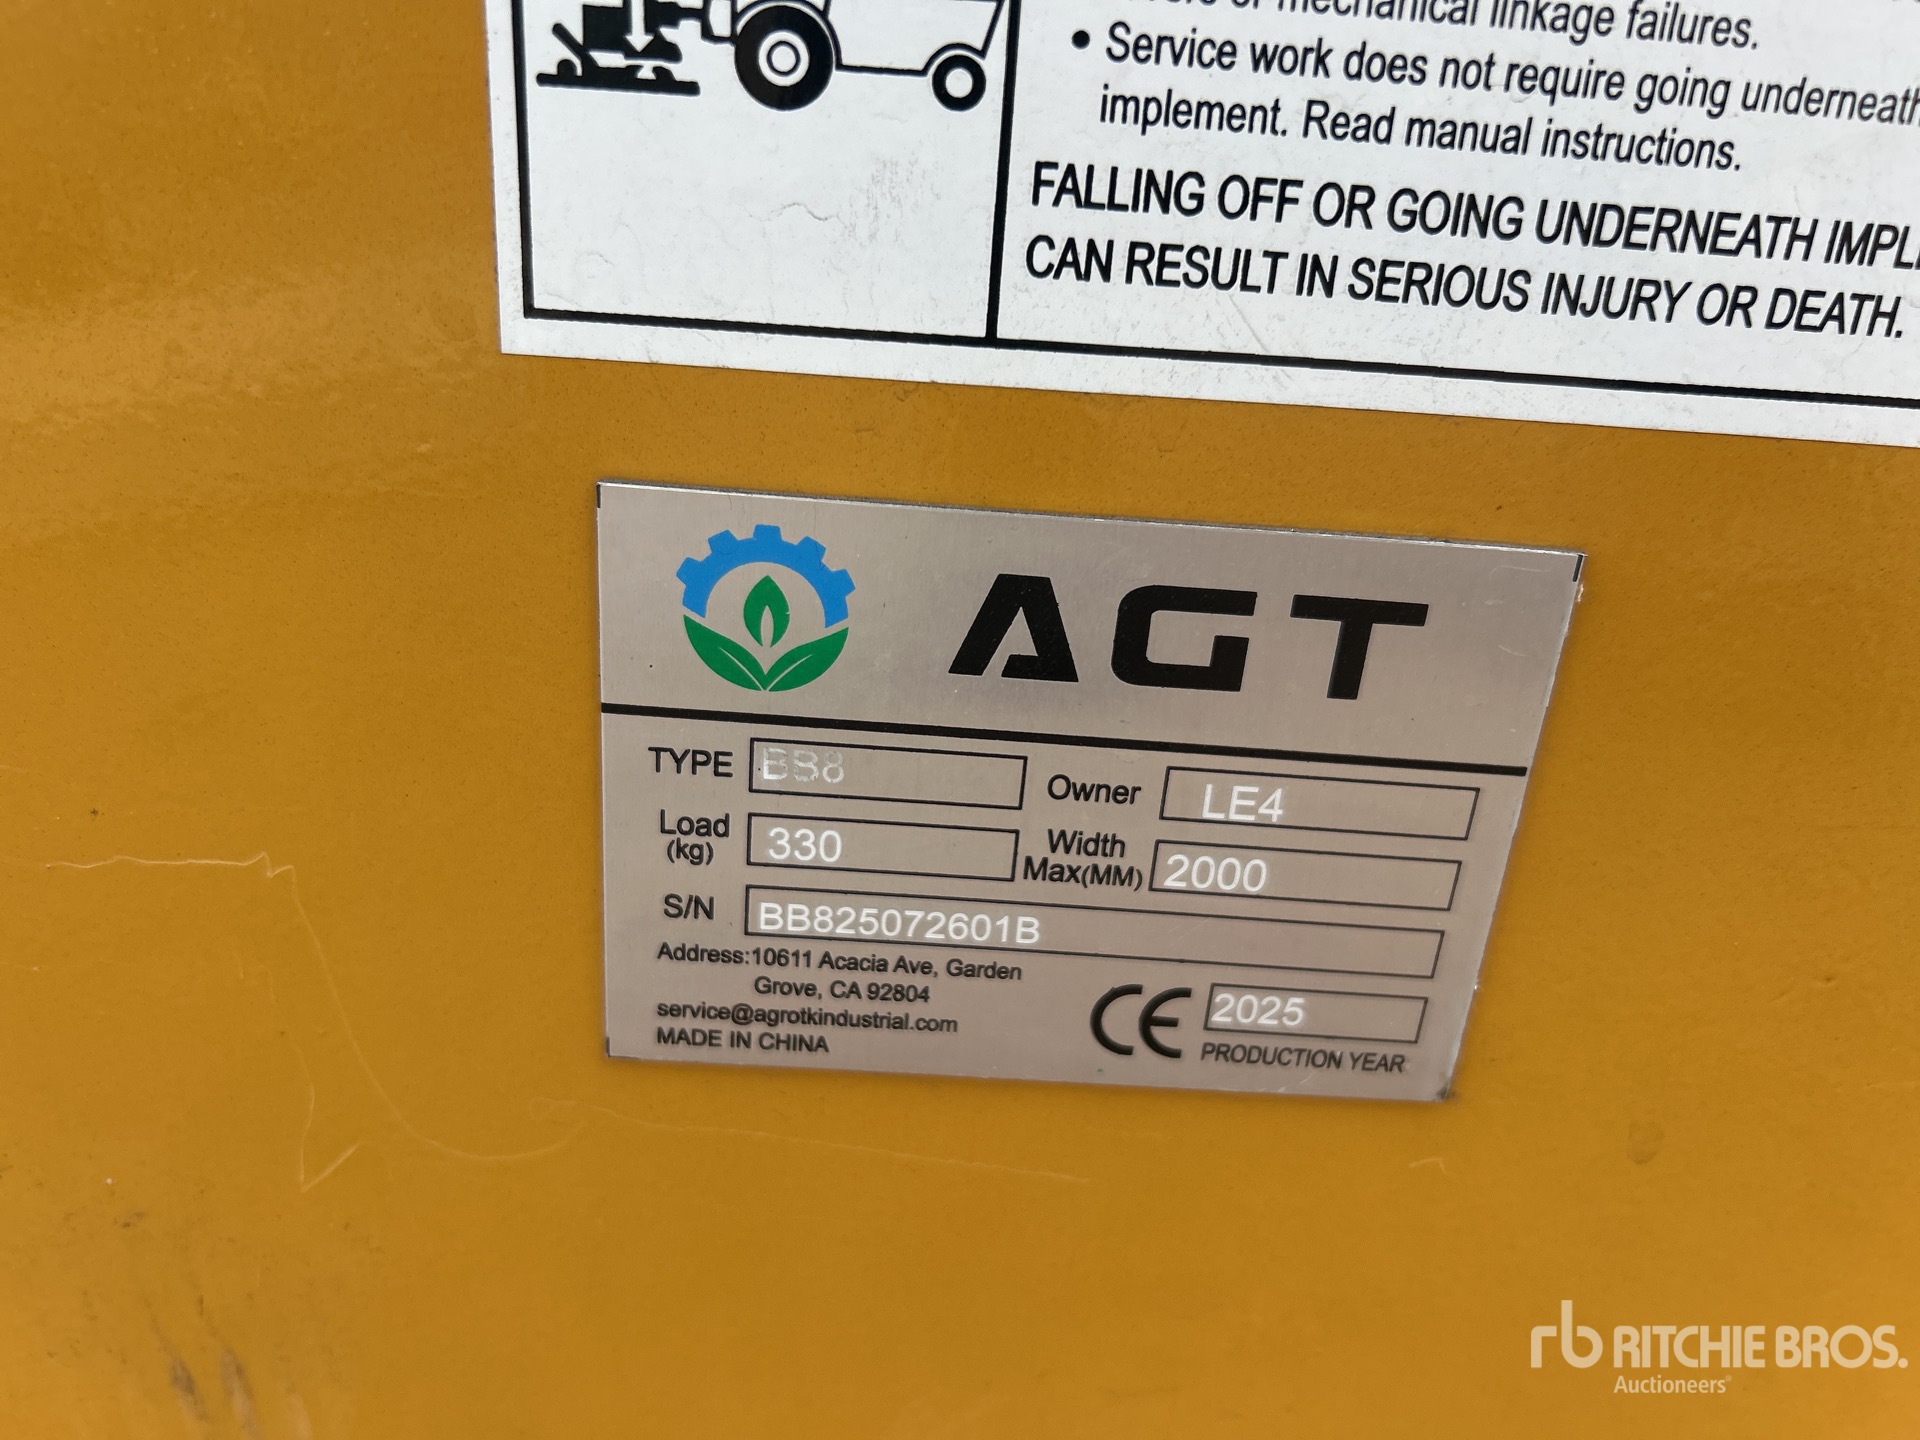 or mechanical linkage failures.
• Service work does not require going underneath
implement. Read manual instructions.
FALLING OFF OR GOING UNDERNEATH
CAN RESULT IN SERIOUS INJURY OR DEATH.
AGT
TYPE BB8 Owner LE4
Load (kg) 330 Width Max(MM) 2000
S/N BB825072601B
Address:10611 Acacia Ave, Garden
Grove, CA 92804
service@agrotkindustrial.com
MADE IN CHINA
CE 2025
PRODUCTION YEAR
rb RITCHIE BROS.
Auctioneers